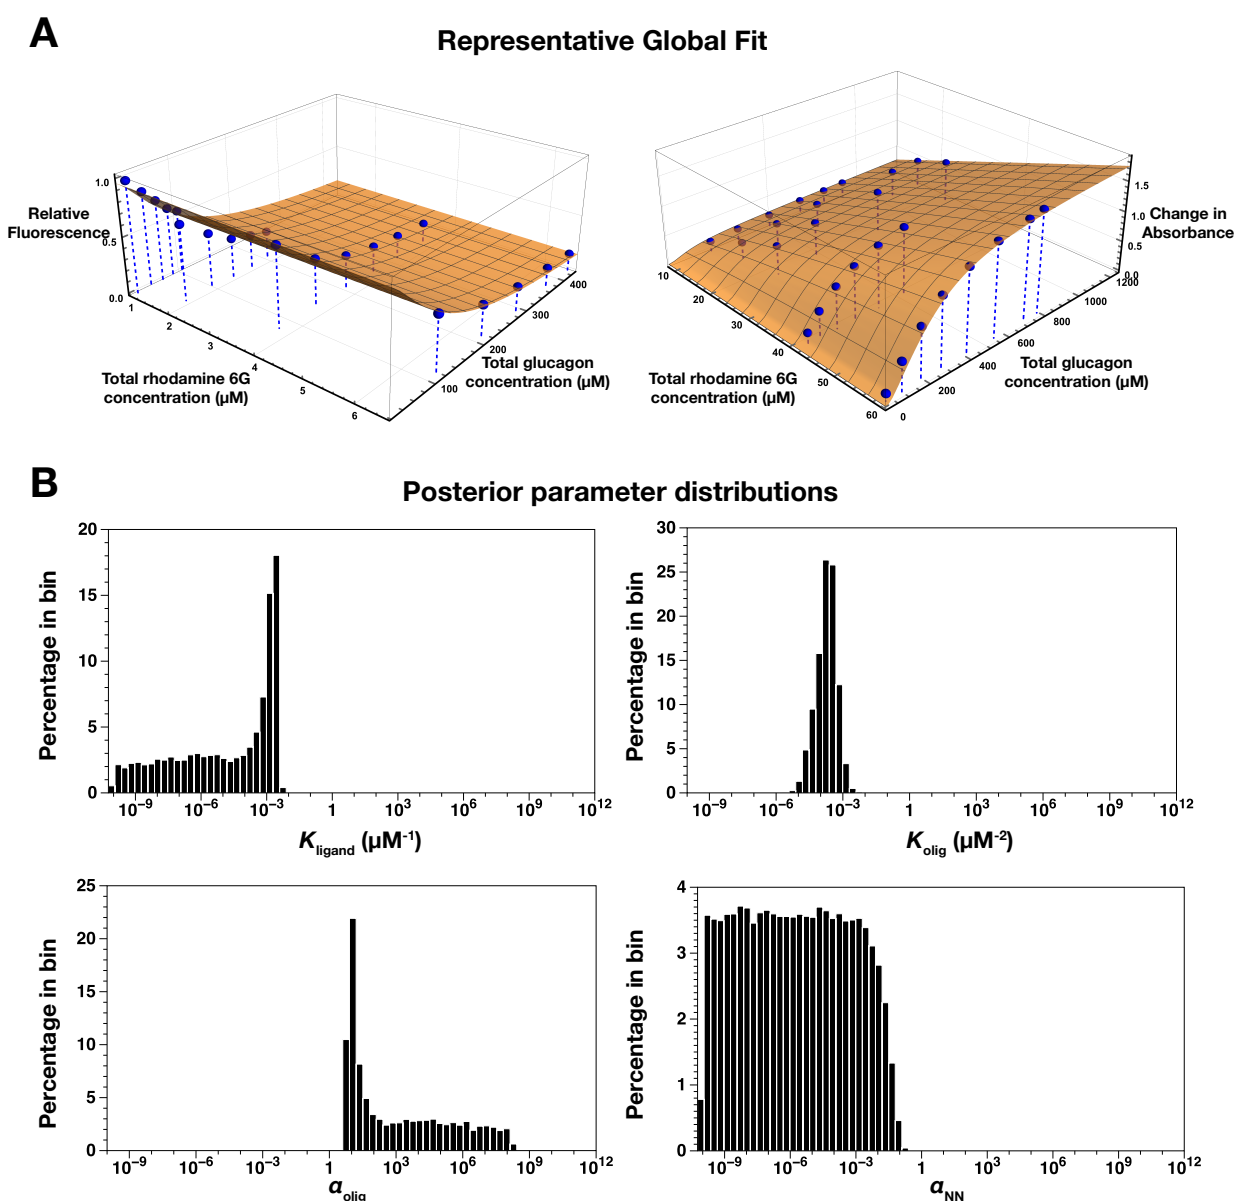 A
Representative Global Fit
Relative
Fluorescence
1.0
0.5
0.0
1
2
3
4
5
6
100
200
300
400
Total rhodamine 6G
concentration (µM)
Total glucagon
concentration (µM)
Change in
Absorbance
1.5
1.0
0.5
0.0
10
20
30
40
50
60
0
200
400
600
800
1000
1200
Total rhodamine 6G
concentration (µM)
Total glucagon
concentration (µM)
B
Posterior parameter distributions
Percentage in bin
20
15
10
5
0
10⁻⁹ 10⁻⁶ 10⁻³ 1 10³ 10⁶ 10⁹ 10¹²
K_ligand (µM⁻¹)
Percentage in bin
30
25
20
15
10
5
0
10⁻⁹ 10⁻⁶ 10⁻³ 1 10³ 10⁶ 10⁹ 10¹²
K_olig (µM⁻²)
Percentage in bin
25
20
15
10
5
0
10⁻⁹ 10⁻⁶ 10⁻³ 1 10³ 10⁶ 10⁹ 10¹²
α_olig
Percentage in bin
4
3
2
1
0
10⁻⁹ 10⁻⁶ 10⁻³ 1 10³ 10⁶ 10⁹ 10¹²
α_NN